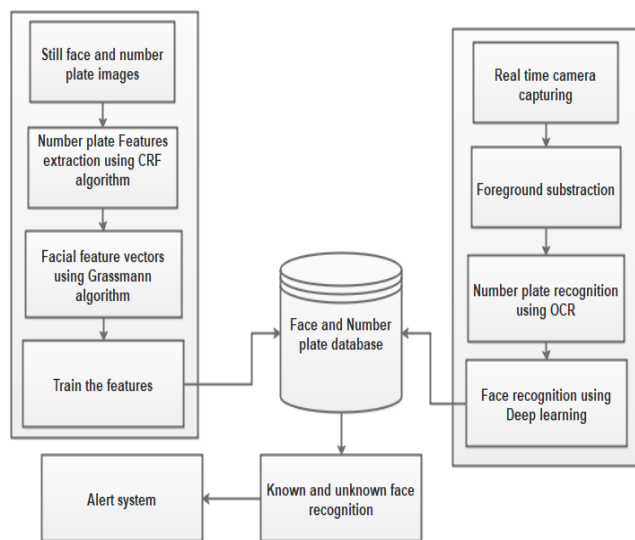 Still face and number
plate images
Number plate Features
extraction using CRF
algorithm
Facial feature vectors
using Grassmann
algorithm
Train the features
Face and Number
plate database
Real time camera
capturing
Foreground substraction
Number plate recognition
using OCR
Face recognition using
Deep learning
Known and unknown face
recognition
Alert system